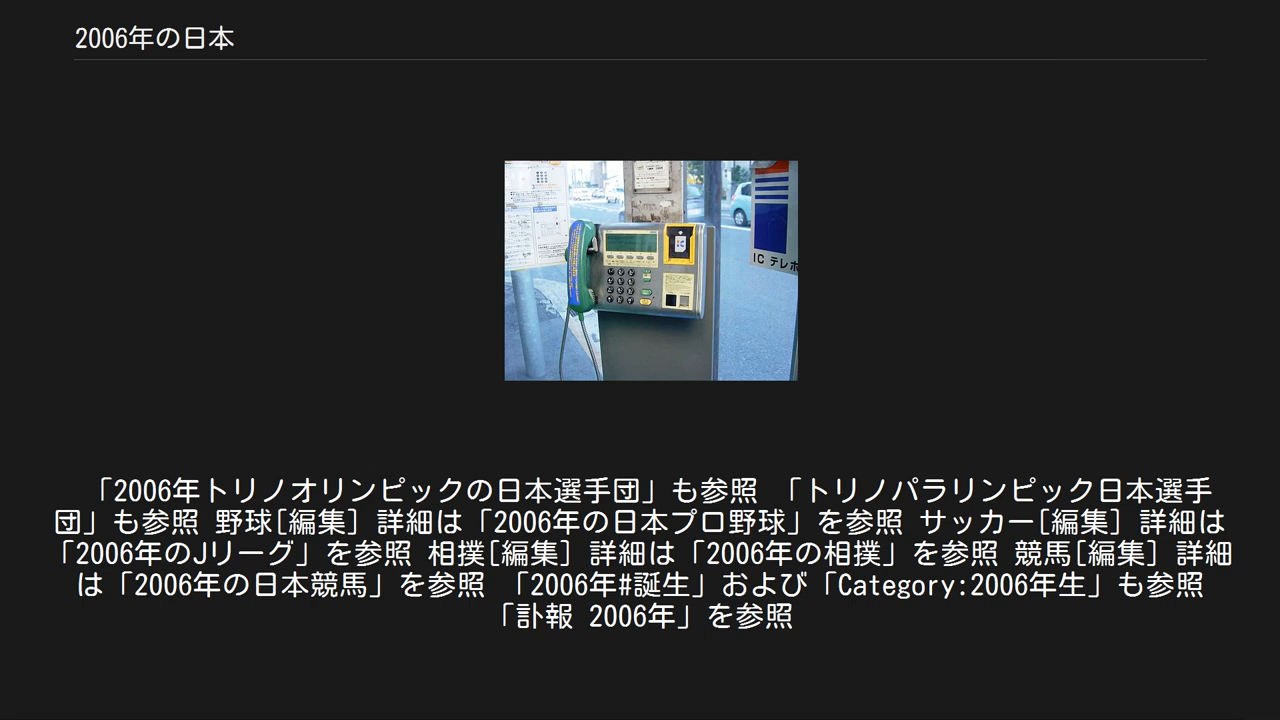 2006年の日本
IC テレホ
「2006年トリノオリンピックの日本選手団」も参照 「トリノパラリンピック日本選手
団」も参照 野球[編集] 詳細は「2006年の日本プロ野球」を参照 サッカー[編集] 詳細は
「2006年のJリーグ」を参照 相撲[編集] 詳細は「2006年の相撲」を参照 競馬[編集] 詳細
は「2006年の日本競馬」を参照 「2006年#誕生」および「Category:2006年生」も参照
「訃報 2006年」を参照